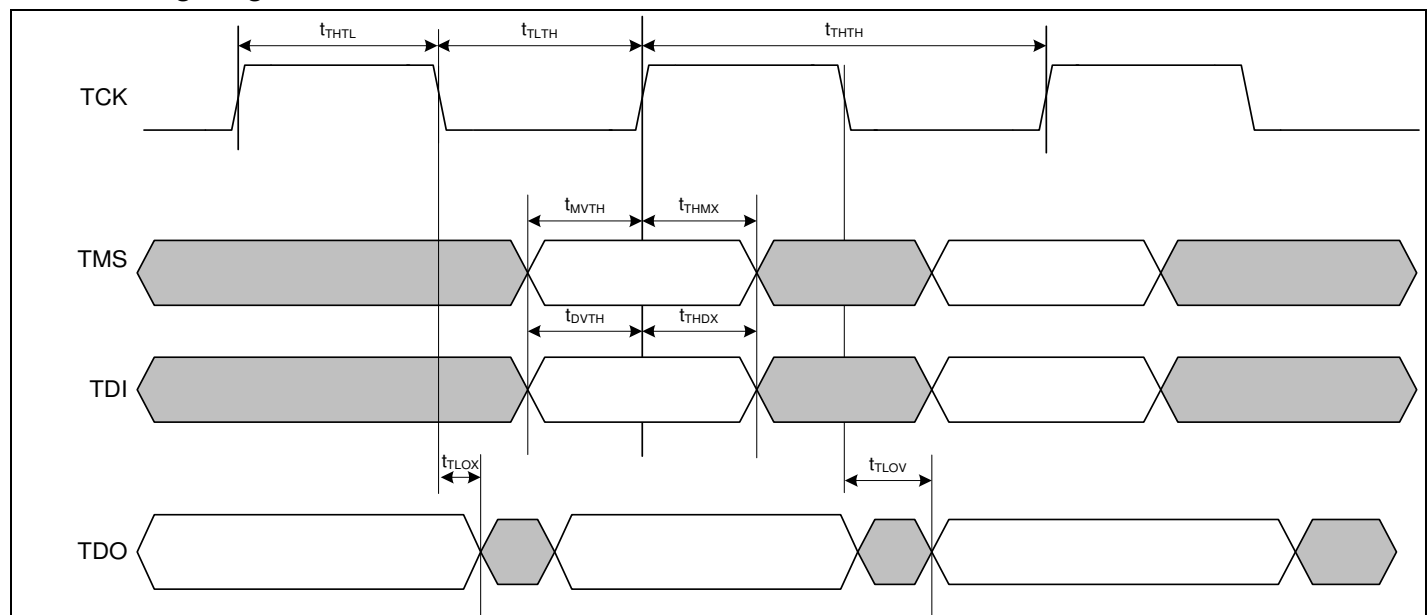 tTHTL tTLTH tTHTH
TCK
tMVTH tTHMX
TMS
tDVTH tTHDX
TDI
tTLOX tTLOV
TDO